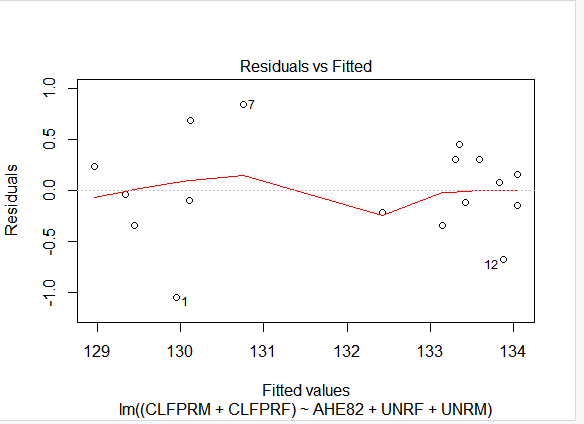 Residuals vs Fitted
Residuals
1.0
0.5
0.0
-0.5
-1.0
7
1
12
129 130 131 132 133 134
Fitted values
lm((CLFPRM + CLFPRF) ~ AHE82 + UNRF + UNRM)